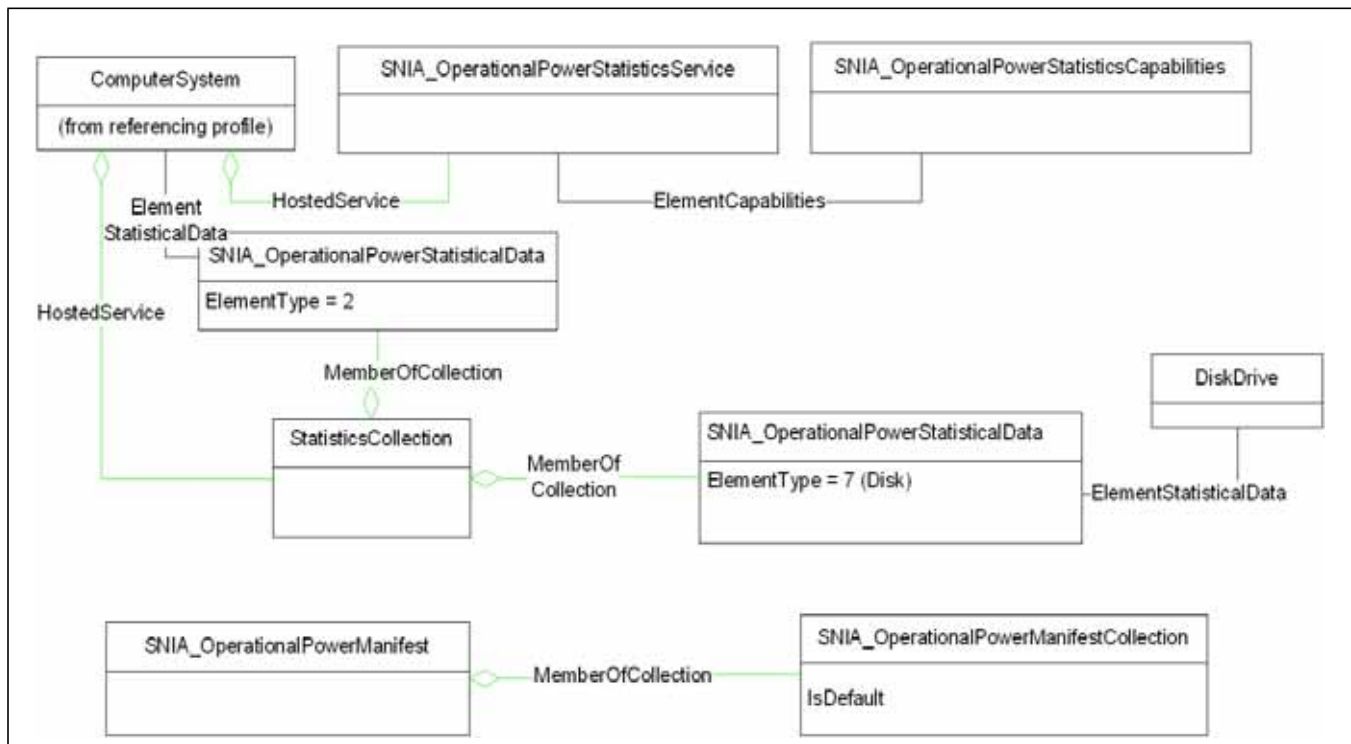 ComputerSystem
(from referencing profile)
SNIA_OperationalPowerStatisticsService
SNIA_OperationalPowerStatisticsCapabilities
HostedService
ElementCapabilities
Element
StatisticalData
SNIA_OperationalPowerStatisticalData
ElementType = 2
HostedService
MemberOfCollection
DiskDrive
StatisticsCollection
MemberOf
Collection
SNIA_OperationalPowerStatisticalData
ElementType = 7 (Disk)
ElementStatisticalData
SNIA_OperationalPowerManifest
MemberOfCollection
SNIA_OperationalPowerManifestCollection
IsDefault